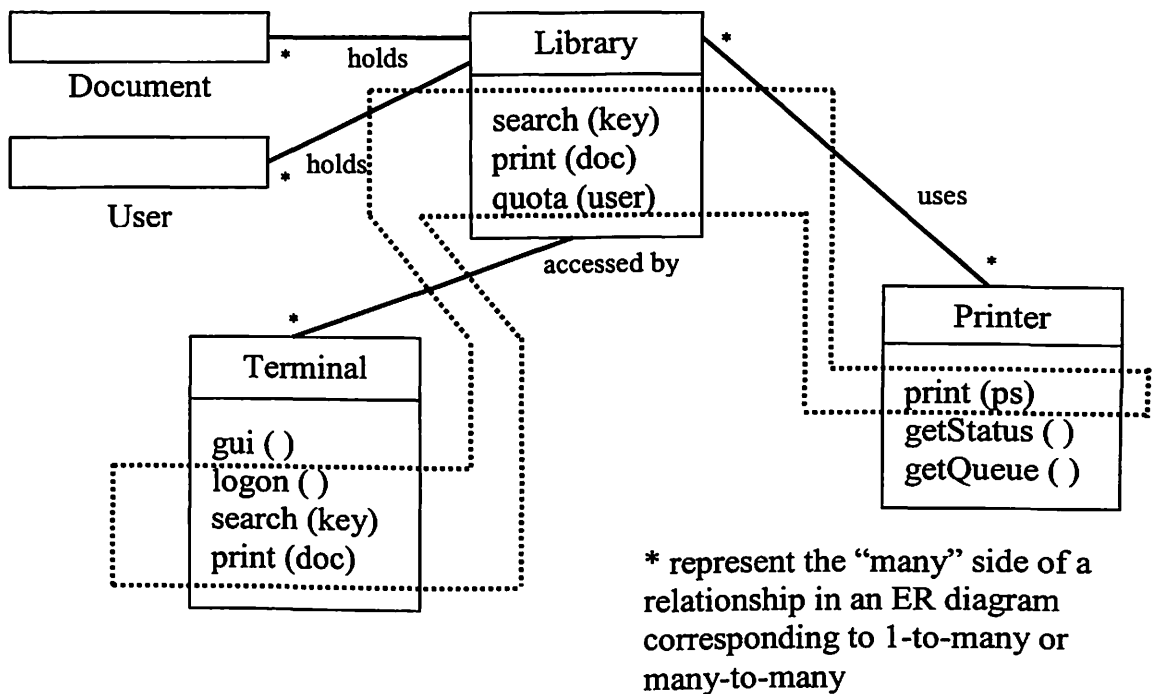 Library
*
holds
*
Document
search (key)
print (doc)
quota (user)
holds
*
User
uses
accessed by
*
*
Printer
Terminal
print (ps)
getStatus ( )
getQueue ( )
gui ( )
logon ( )
search (key)
print (doc)
* represent the “many” side of a
relationship in an ER diagram
corresponding to 1-to-many or
many-to-many